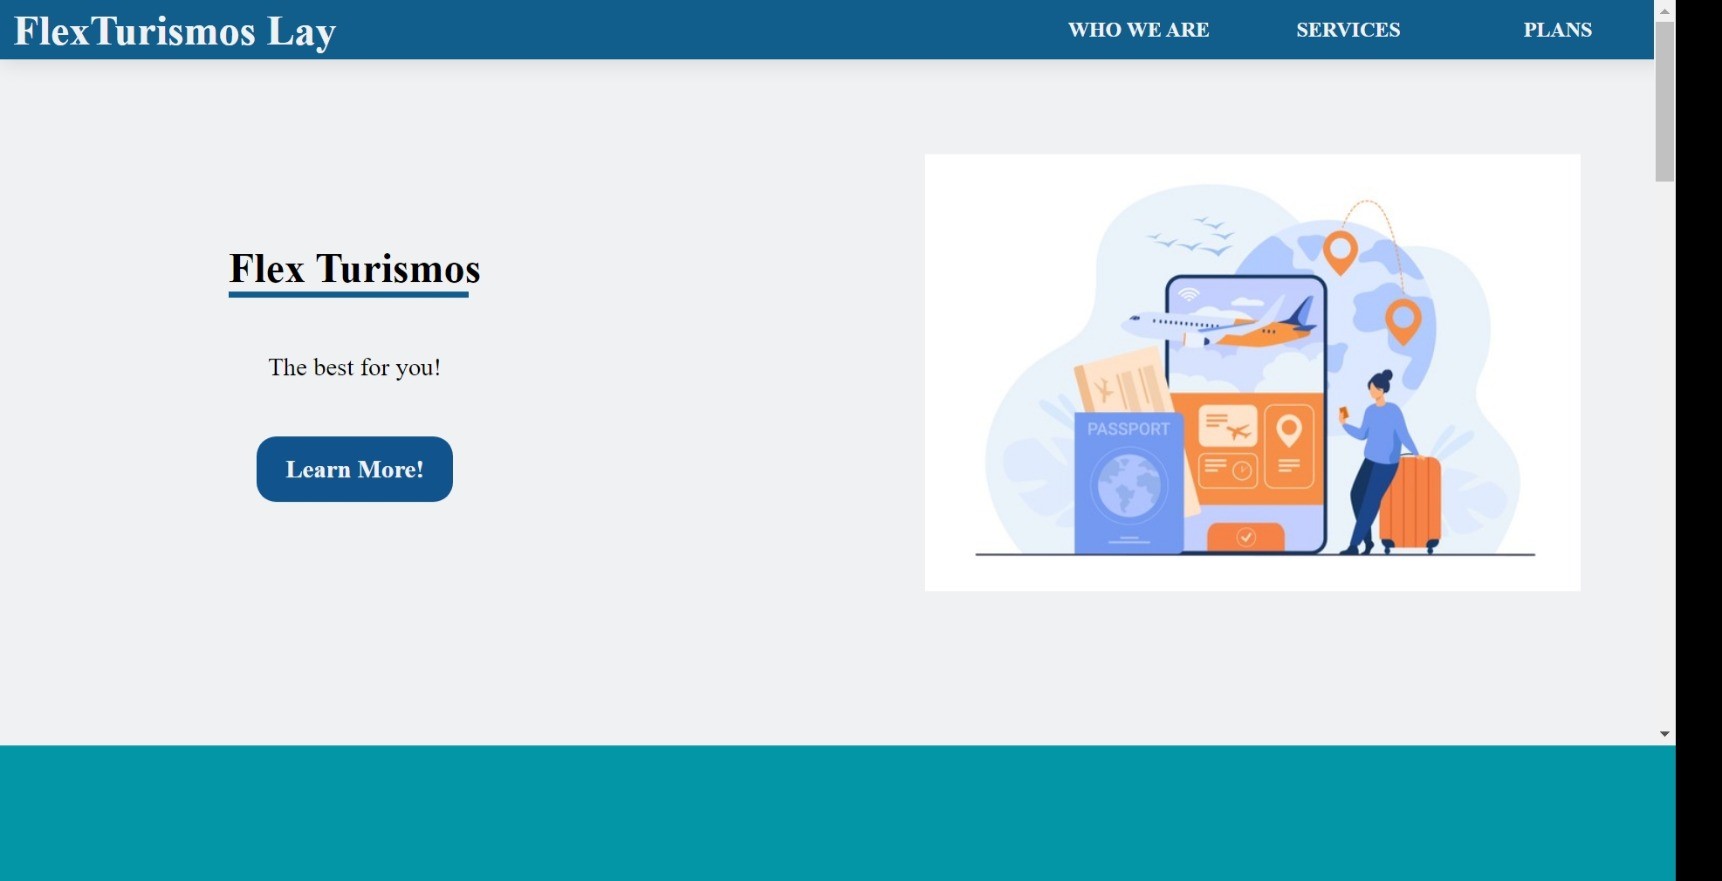 FlexTurismos Lay
WHO WE ARE
SERVICES
PLANS
Flex Turismos
The best for you!
Learn More!
PASSPORT